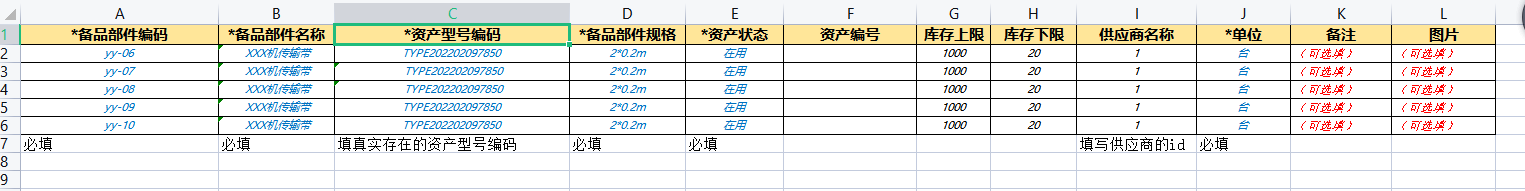 A B C D E F G H I J K L
1 *备品部件编码 *备品部件名称 *资产型号编码 *备品部件规格 *资产状态 资产编号 库存上限 库存下限 供应商名称 *单位 备注 图片
2 yy-06 XXX机传输带 TYPE202202097850 2*0.2m 在用 1000 20 1 台 （可选填） （可选填）
3 yy-07 XXX机传输带 TYPE202202097850 2*0.2m 在用 1000 20 1 台 （可选填） （可选填）
4 yy-08 XXX机传输带 TYPE202202097850 2*0.2m 在用 1000 20 1 台 （可选填） （可选填）
5 yy-09 XXX机传输带 TYPE202202097850 2*0.2m 在用 1000 20 1 台 （可选填） （可选填）
6 yy-10 XXX机传输带 TYPE202202097850 2*0.2m 在用 1000 20 1 台 （可选填） （可选填）
7 必填 必填 填真实存在的资产型号编码 必填 必填 填写供应商的id 必填
8
9